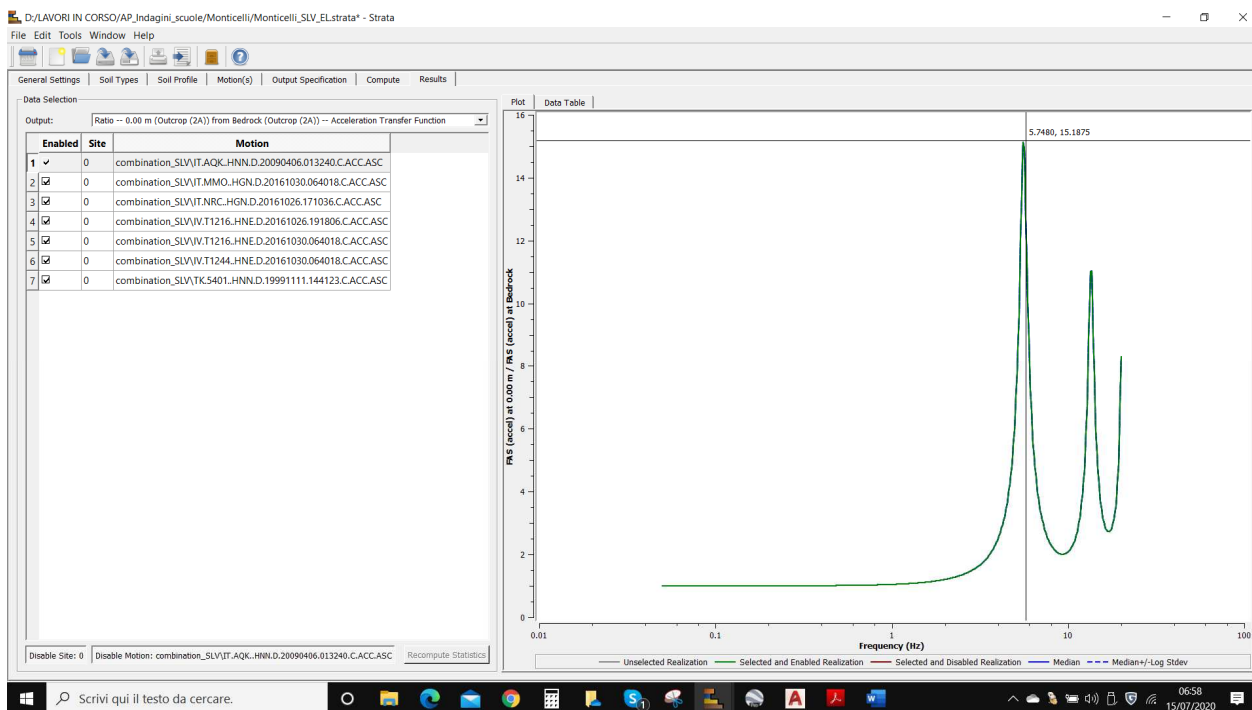 D:/LAVORI IN CORSO/AP_Indagini_scuole/Monticelli/Monticelli_SLV_EL.strata* - Strata
File Edit Tools Window Help
General Settings Soil Types Soil Profile Motion(s) Output Specification Compute Results
Data Selection
Output: Ratio -- 0.00 m (Outcrop (2A)) from Bedrock (Outcrop (2A)) -- Acceleration Transfer Function
Enabled Site Motion
1 0 combination_SLV\IT.AQK..HNN.D.20090406.013240.C.ACC.ASC
2 0 combination_SLV\IT.MMO..HGN.D.20161030.064018.C.ACC.ASC
3 0 combination_SLV\IT.NRC..HGN.D.20161026.171036.C.ACC.ASC
4 0 combination_SLV\IV.T1216..HNE.D.20161026.191806.C.ACC.ASC
5 0 combination_SLV\IV.T1216..HNE.D.20161030.064018.C.ACC.ASC
6 0 combination_SLV\IV.T1244..HNE.D.20161030.064018.C.ACC.ASC
7 0 combination_SLV\TK.5401..HNN.D.19991111.144123.C.ACC.ASC
Disable Site: 0 Disable Motion: combination_SLV\IT.AQK..HNN.D.20090406.013240.C.ACC.ASC Recompute Statistics
Plot Data Table
5.7480, 15.1875
16
14
12
10
8
6
4
2
0
FAS (accel) at 0.00 m / FAS (accel) at Bedrock
0.01 0.1 1 10 100
Frequency (Hz)
Unselected Realization Selected and Enabled Realization Selected and Disabled Realization Median Median+/-Log Stdev
Scrivi qui il testo da cercare.
06:58
15/07/2020